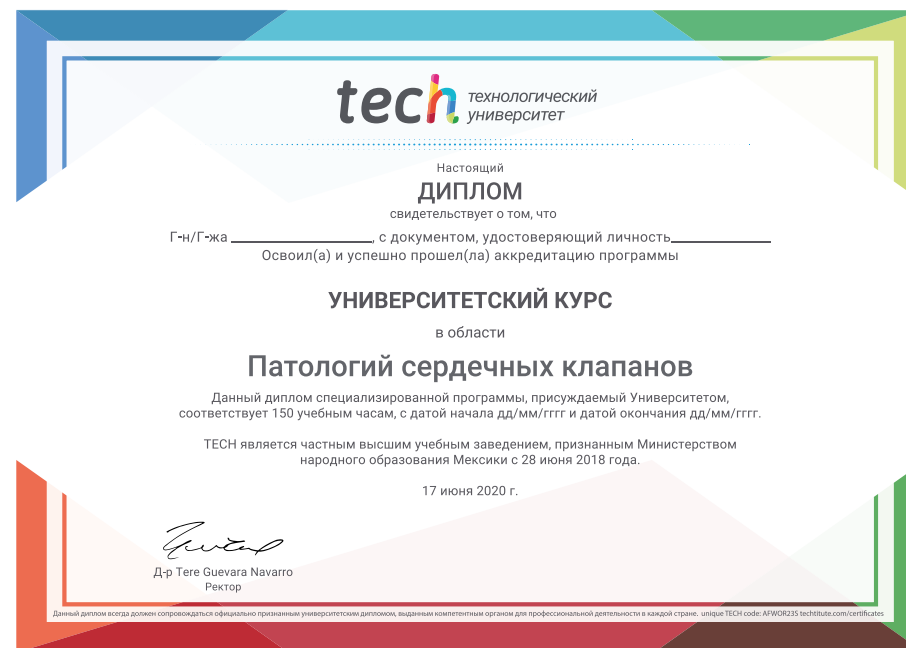 tech технологический
университет
Настоящий
ДИПЛОМ
свидетельствует о том, что
Г-н/Г-жа ____________________, с документом, удостоверяющий личность______________
Освоил(а) и успешно прошел(ла) аккредитацию программы
УНИВЕРСИТЕТСКИЙ КУРС
в области
Патологий сердечных клапанов
Данный диплом специализированной программы, присуждаемый Университетом,
соответствует 150 учебным часам, с датой начала дд/мм/гггг и датой окончания дд/мм/гггг.
TECH является частным высшим учебным заведением, признанным Министерством
народного образования Мексики с 28 июня 2018 года.
17 июня 2020 г.
Д-р Tere Guevara Navarro
Ректор
Данный диплом всегда должен сопровождаться официально признанным университетским дипломом, выданным компетентным органом для профессиональной деятельности в каждой стране. unique TECH code: AFWOR23S techtitute.com/certificates